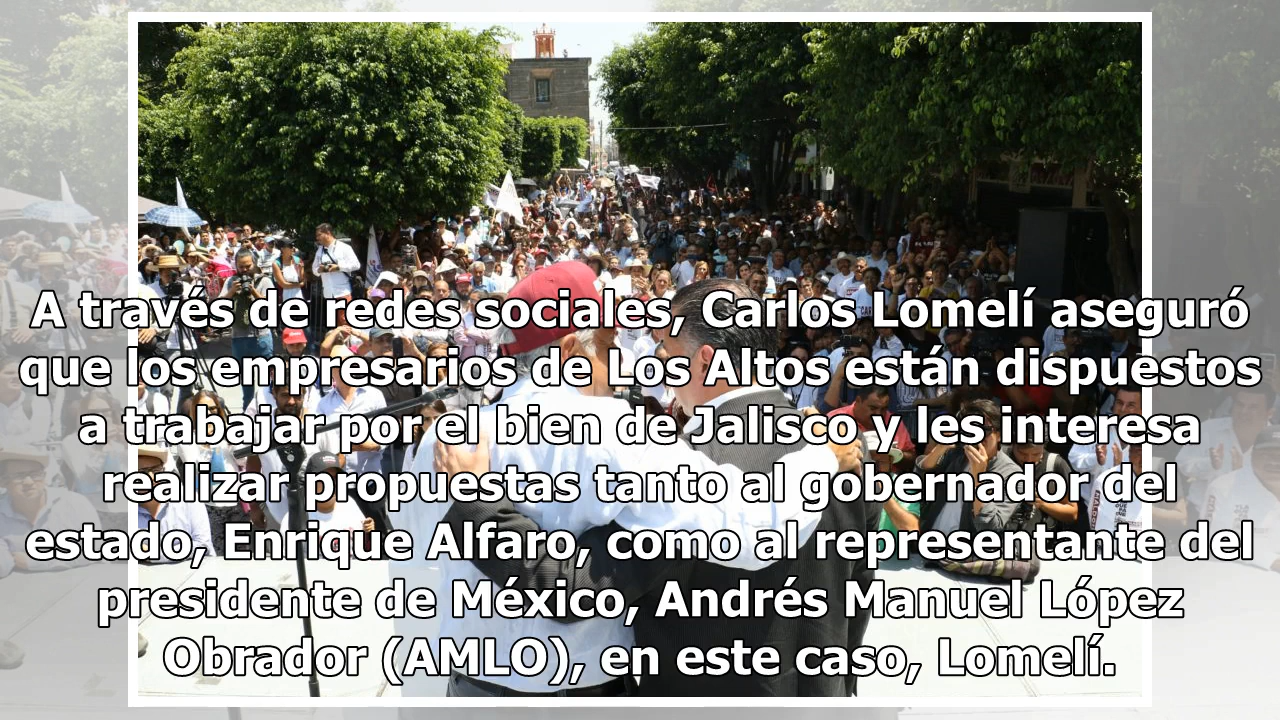 A través de redes sociales, Carlos Lomelí aseguró
que los empresarios de Los Altos están dispuestos
a trabajar por el bien de Jalisco y les interesa
realizar propuestas tanto al gobernador del
estado, Enrique Alfaro, como al representante del
presidente de México, Andrés Manuel López
Obrador (AMLO), en este caso, Lomelí.